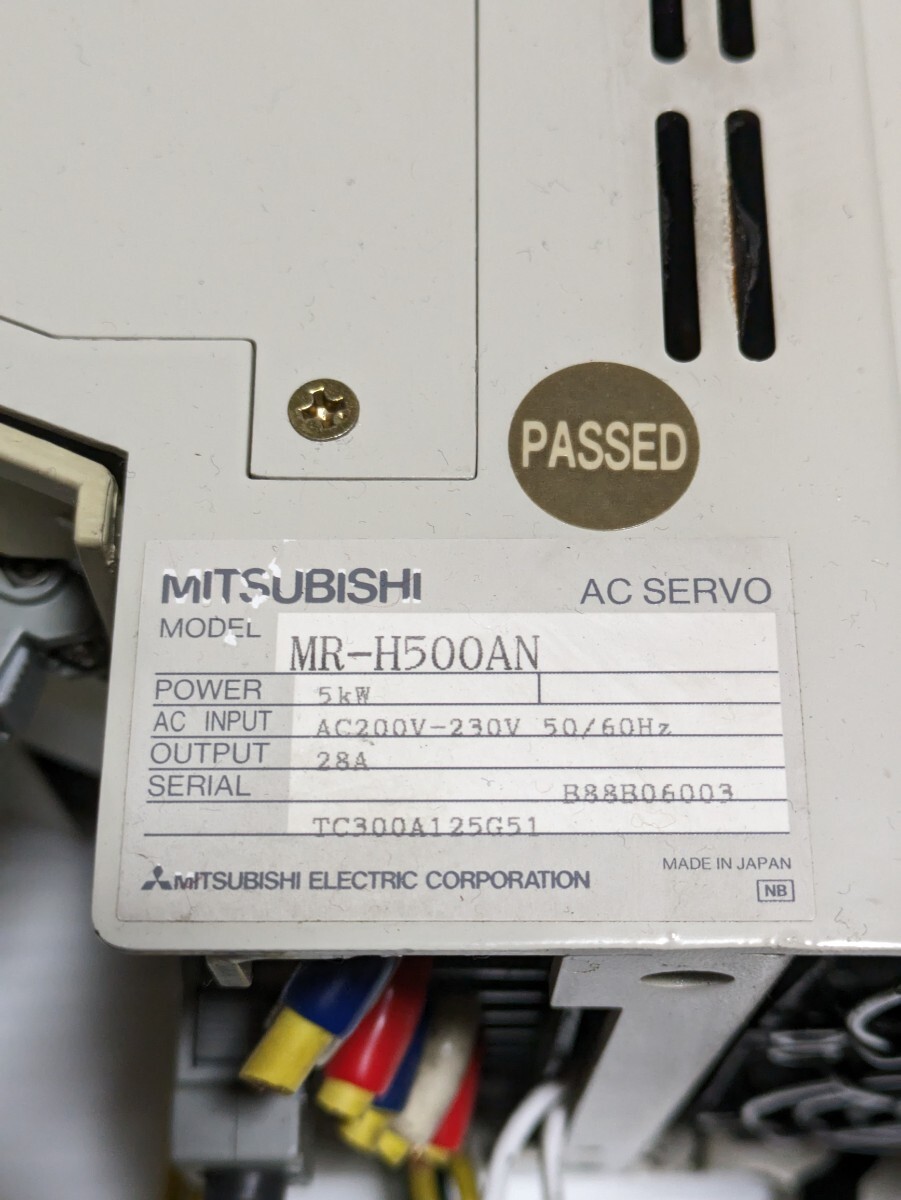 PASSED
MITSUBISHI AC SERVO
MODEL MR-H500AN
POWER 5kW
AC INPUT AC200V-230V 50/60Hz
OUTPUT 28A
SERIAL B88B06003
TC300A125G51
MITSUBISHI ELECTRIC CORPORATION MADE IN JAPAN
NB